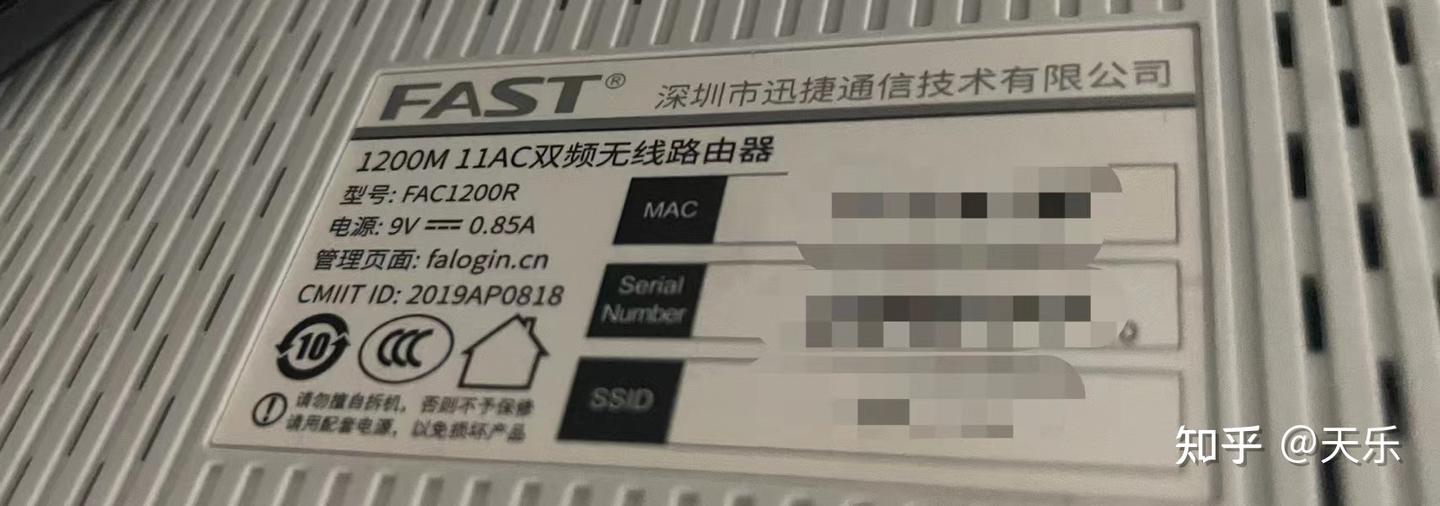 FAST® 深圳市迅捷通信技术有限公司
1200M 11AC双频无线路由器
型号: FAC1200R
电源: 9V 0.85A
管理页面: falogin.cn
CMIIT ID: 2019AP0818
MAC
Serial
Number
SSID
10
CCC
请勿擅自拆机，否则不予保修
请用配套电源，以免损坏产品
知乎 @天乐